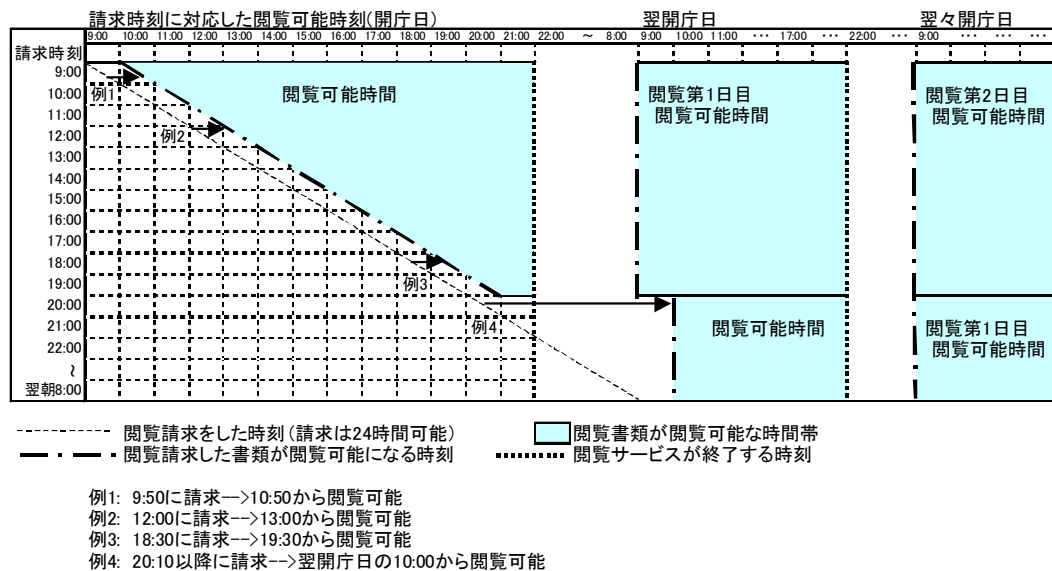 請求時刻に対応した閲覧可能時刻(開庁日) 翌開庁日 翌々開庁日
9:00 10:00 11:00 12:00 13:00 14:00 15:00 16:00 17:00 18:00 19:00 20:00 21:00 22:00 ～ 8:00 9:00 10:00 11:00 … 17:00 … 22:00 … 9:00 … … …
請求時刻
9:00
10:00
11:00
12:00
13:00
14:00
15:00
16:00
17:00
18:00
19:00
20:00
21:00
22:00
～
翌朝8:00
例1
例2
例3
例4
閲覧可能時間
閲覧第1日目
閲覧可能時間
閲覧第2日目
閲覧可能時間
閲覧可能時間
閲覧第1日目
閲覧可能時間
閲覧請求をした時刻(請求は24時間可能) 閲覧書類が閲覧可能な時間帯
閲覧請求した書類が閲覧可能になる時刻 閲覧サービスが終了する時刻
例1: 9:50に請求-->10:50から閲覧可能
例2: 12:00に請求-->13:00から閲覧可能
例3: 18:30に請求-->19:30から閲覧可能
例4: 20:10以降に請求-->翌開庁日の10:00から閲覧可能